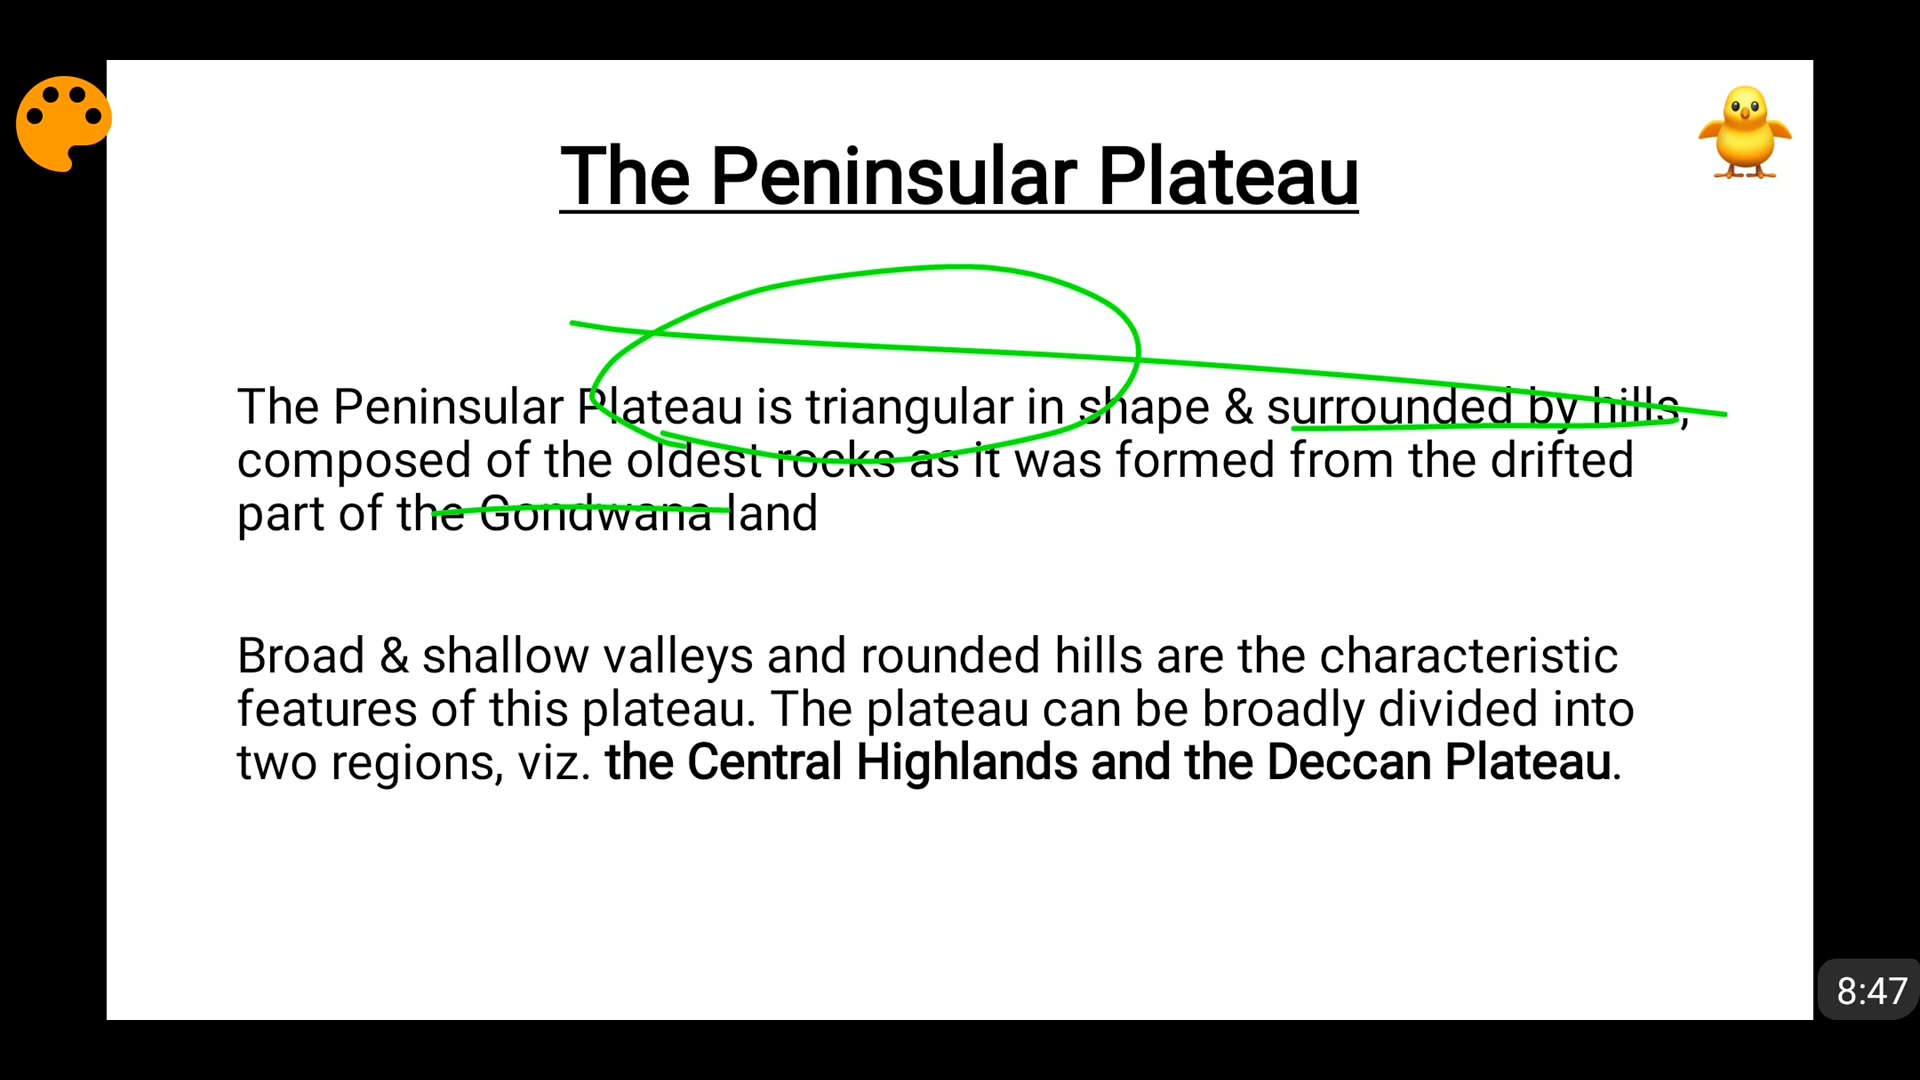 The Peninsular Plateau
The Peninsular Plateau is triangular in shape & surrounded by hills,
composed of the oldest rocks as it was formed from the drifted
part of the Gondwana land
Broad & shallow valleys and rounded hills are the characteristic
features of this plateau. The plateau can be broadly divided into
two regions, viz. the Central Highlands and the Deccan Plateau.
8:47